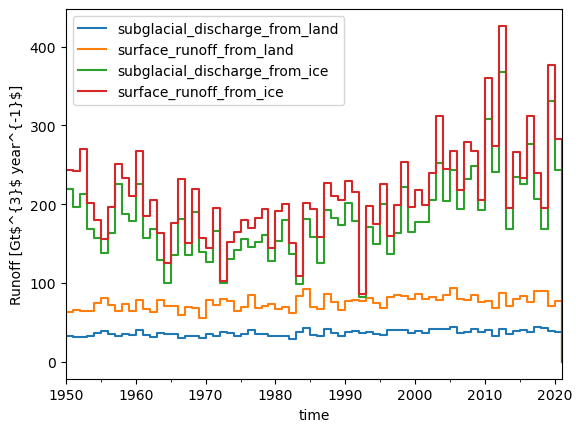 subglacial_discharge_from_land
surface_runoff_from_land
subglacial_discharge_from_ice
surface_runoff_from_ice
Runoff [Gt$^{3}$ year^{-1}$]
400
300
200
100
0
1950 1960 1970 1980 1990 2000 2010 2020
time